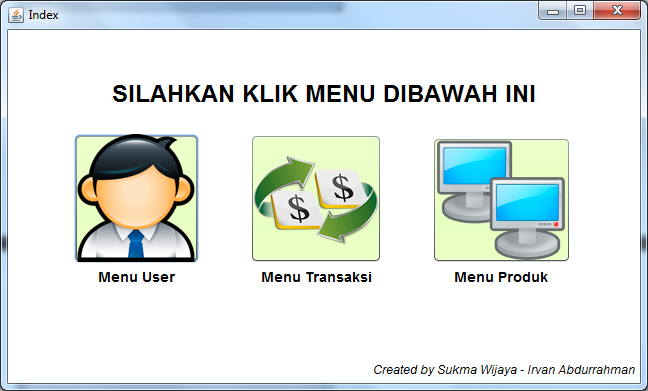 Index
SILAHKAN KLIK MENU DIBAWAH INI
$ $
Menu User
Menu Transaksi
Menu Produk
Created by Sukma Wijaya - Irvan Abdurrahman